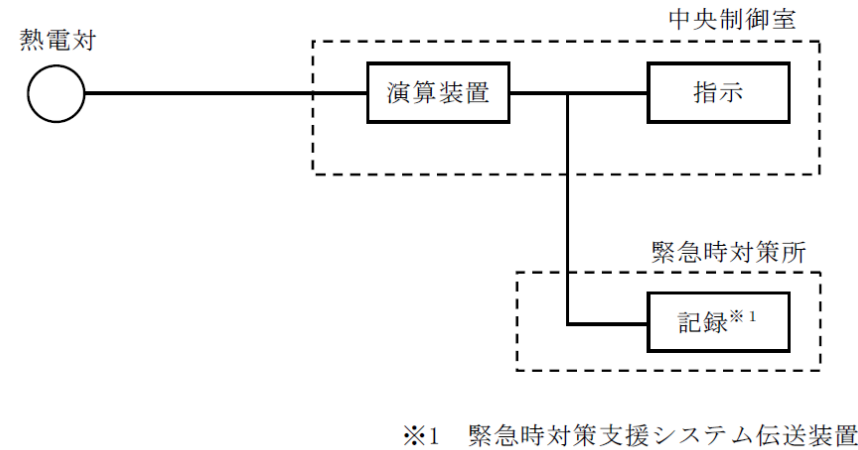 中央制御室
熱電対
演算装置
指示
緊急時対策所
記録※1
※1　緊急時対策支援システム伝送装置